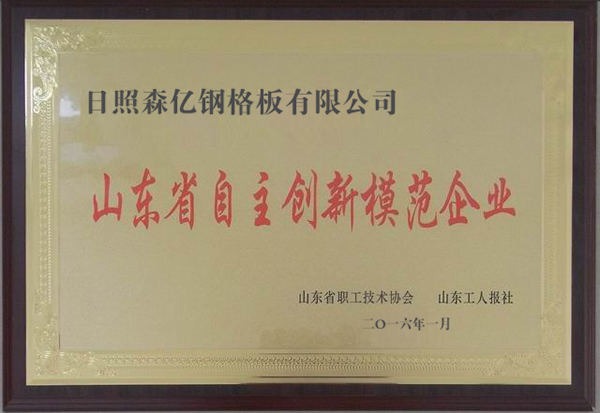 日照森亿钢格板有限公司
山东省自主创新模范企业
山东省职工技术协会 山东工人报社
二〇一六年一月